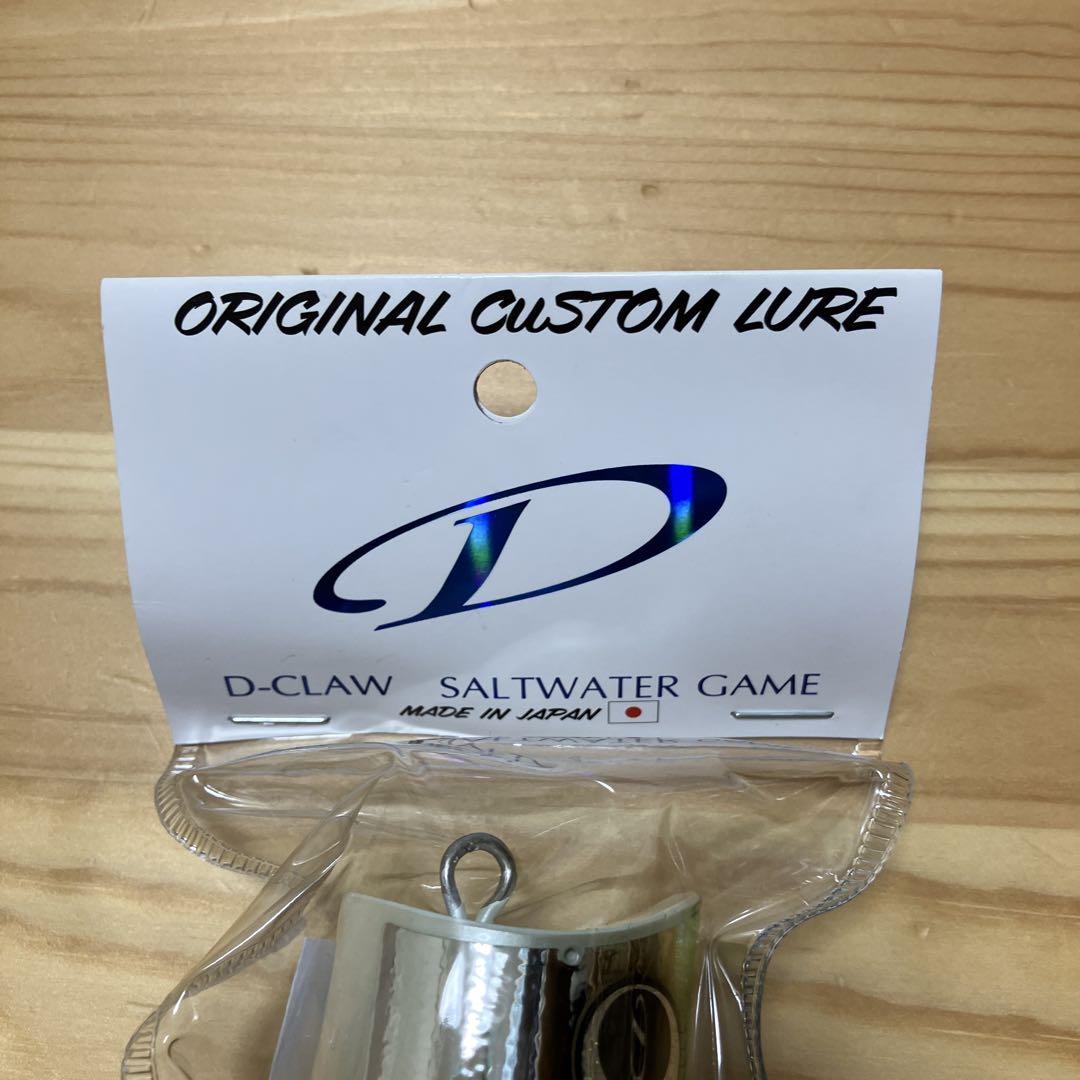 ORIGINAL CUSTOM LURE
D
D-CLAW SALTWATER GAME
MADE IN JAPAN